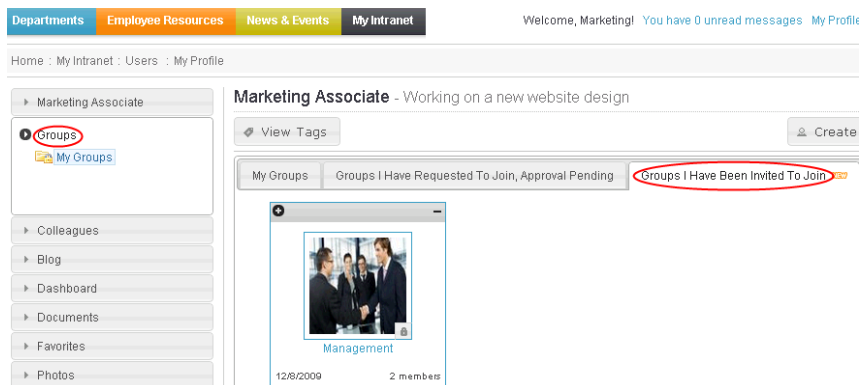 Departments Employee Resources News & Events My Intranet Welcome, Marketing! You have 0 unread messages My Profile
Home : My Intranet : Users : My Profile
Marketing Associate
Groups
My Groups
Colleagues
Blog
Dashboard
Documents
Favorites
Photos
Marketing Associate - Working on a new website design
View Tags Create
My Groups Groups I Have Requested To Join, Approval Pending Groups I Have Been Invited To Join
Management
12/8/2009 2 members